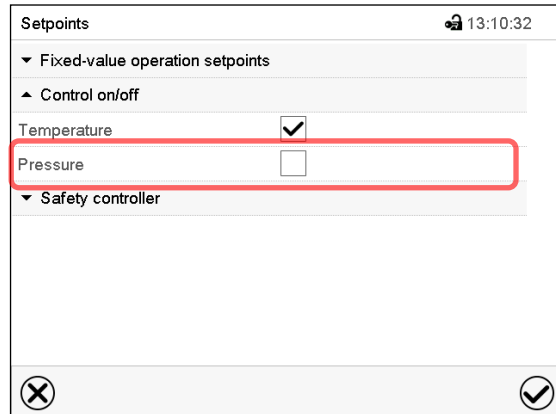 Setpoints 13:10:32
Fixed-value operation setpoints
Control on/off
Temperature
Pressure
Safety controller